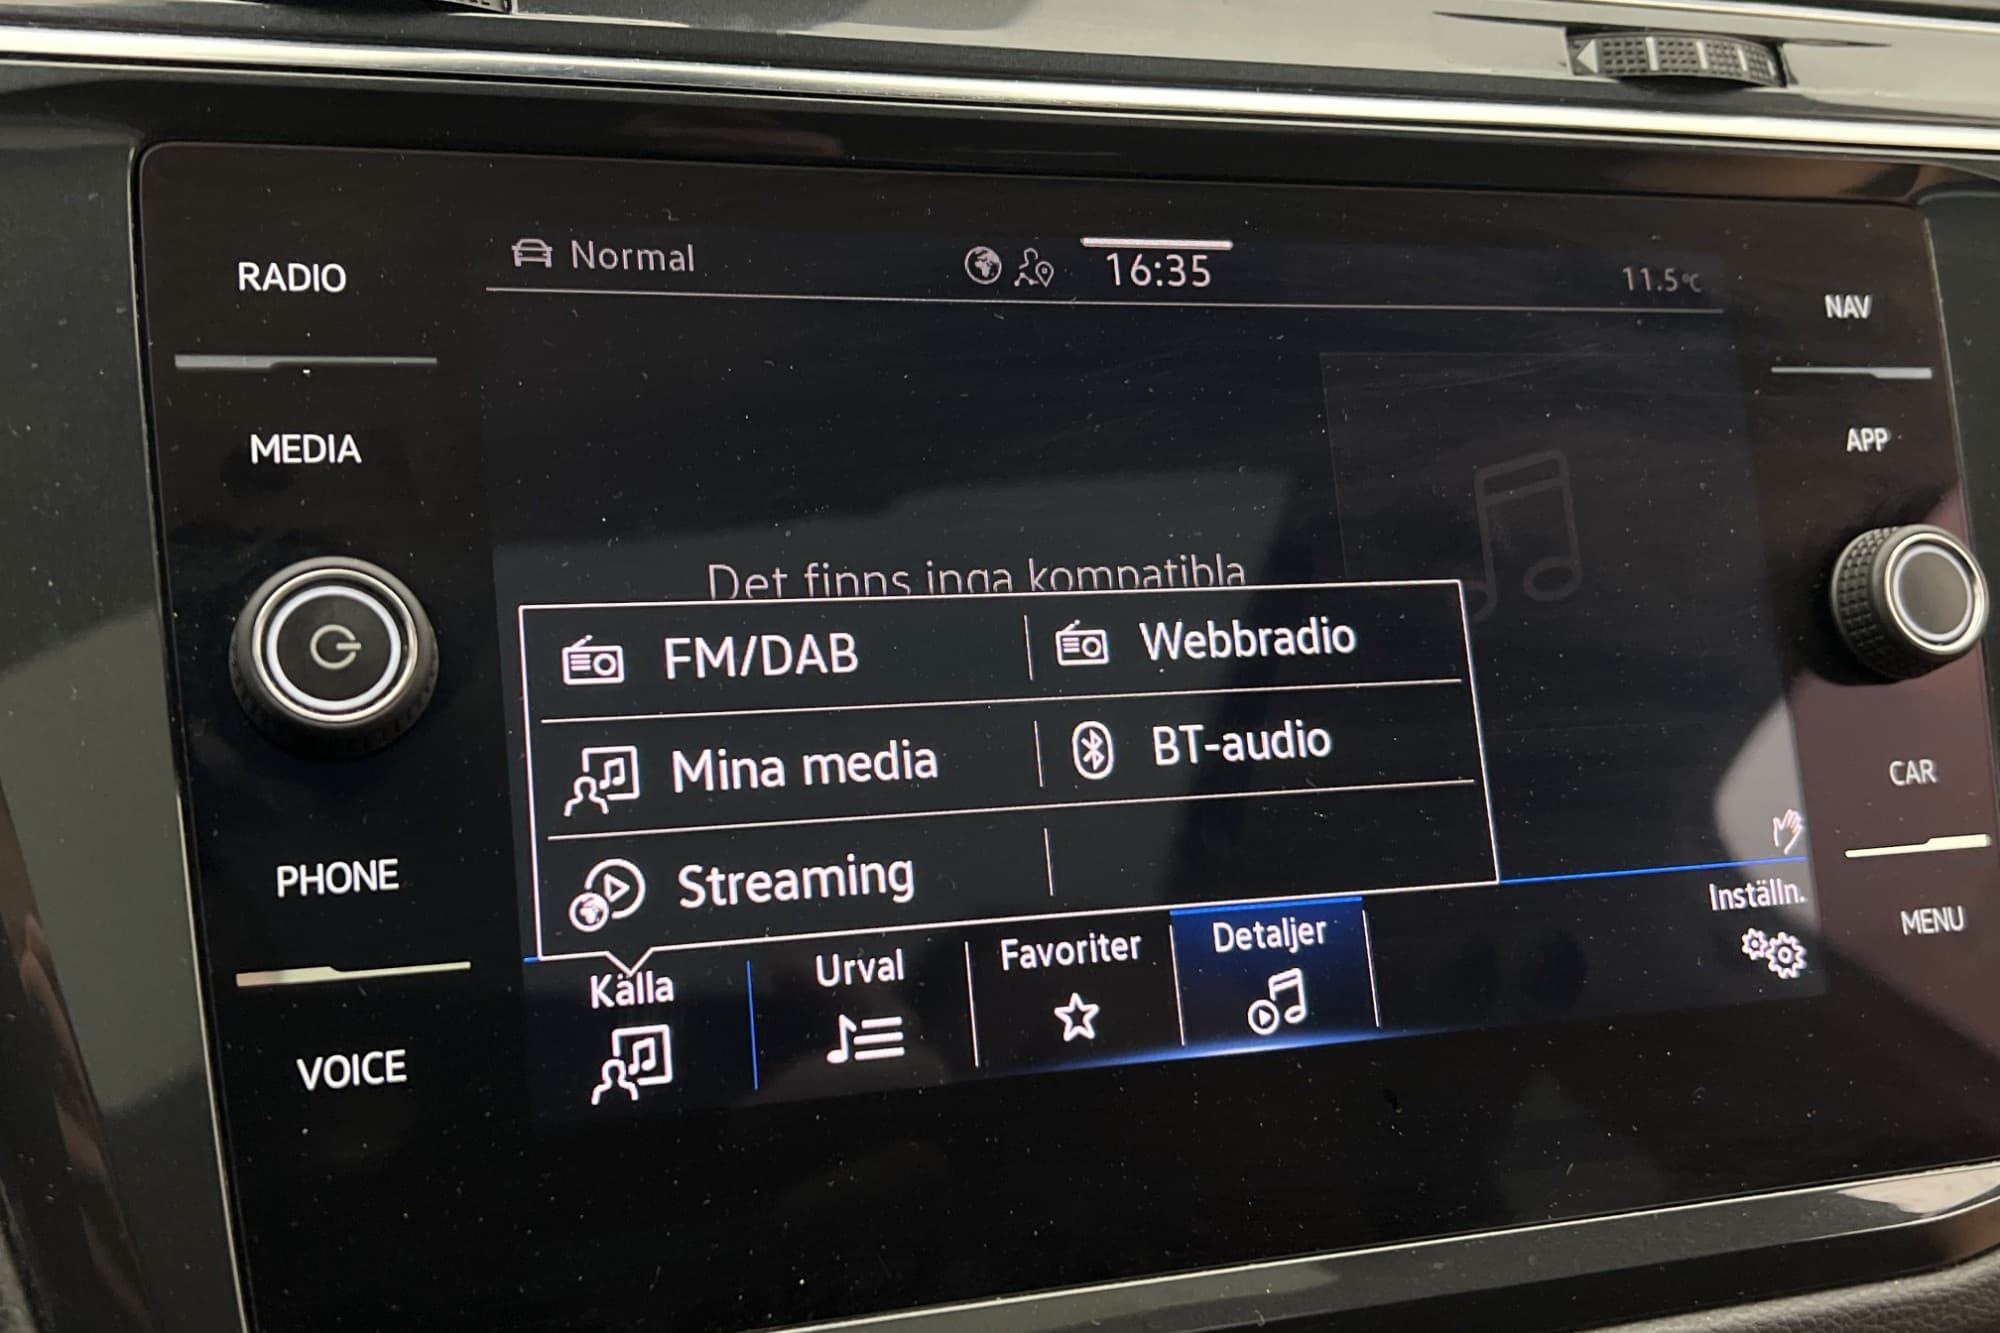 RADIO
MEDIA
PHONE
VOICE
Normal
16:35
11.5°C
Det finns inga kompatibla
FM/DAB
Webbradio
Mina media
BT-audio
Streaming
Källa
Urval
Favoriter
Detaljer
Inställn.
NAV
APP
CAR
MENU